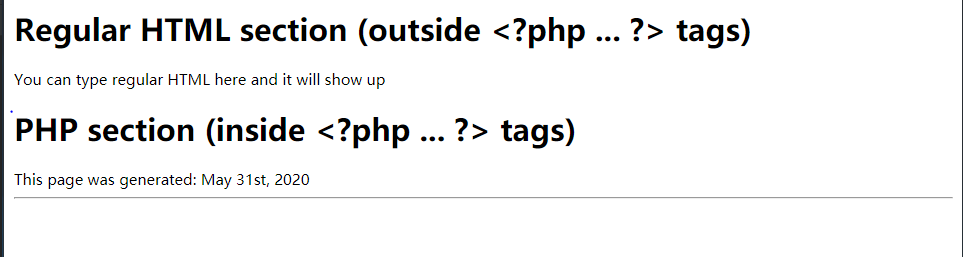 Regular HTML section (outside <?php ... ?> tags)
You can type regular HTML here and it will show up
PHP section (inside <?php ... ?> tags)
This page was generated: May 31st, 2020